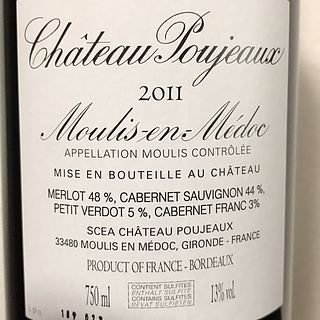 Château Poujeaux
2011
Moulis-en-Médoc
APPELLATION MOULIS CONTRÔLÉE
MISE EN BOUTEILLE AU CHÂTEAU
MERLOT 48 %, CABERNET SAUVIGNON 44 %,
PETIT VERDOT 5 %, CABERNET FRANC 3%
SCEA CHÂTEAU POUJEAUX
33480 MOULIS EN MÉDOC, GIRONDE - FRANCE
PRODUCT OF FRANCE - BORDEAUX
750 ml
CONTIENT SULFITES
ENTHÄLT SULFITE
CONTAINS SULFITES
BEVAT SULFIETEN
13% vol.